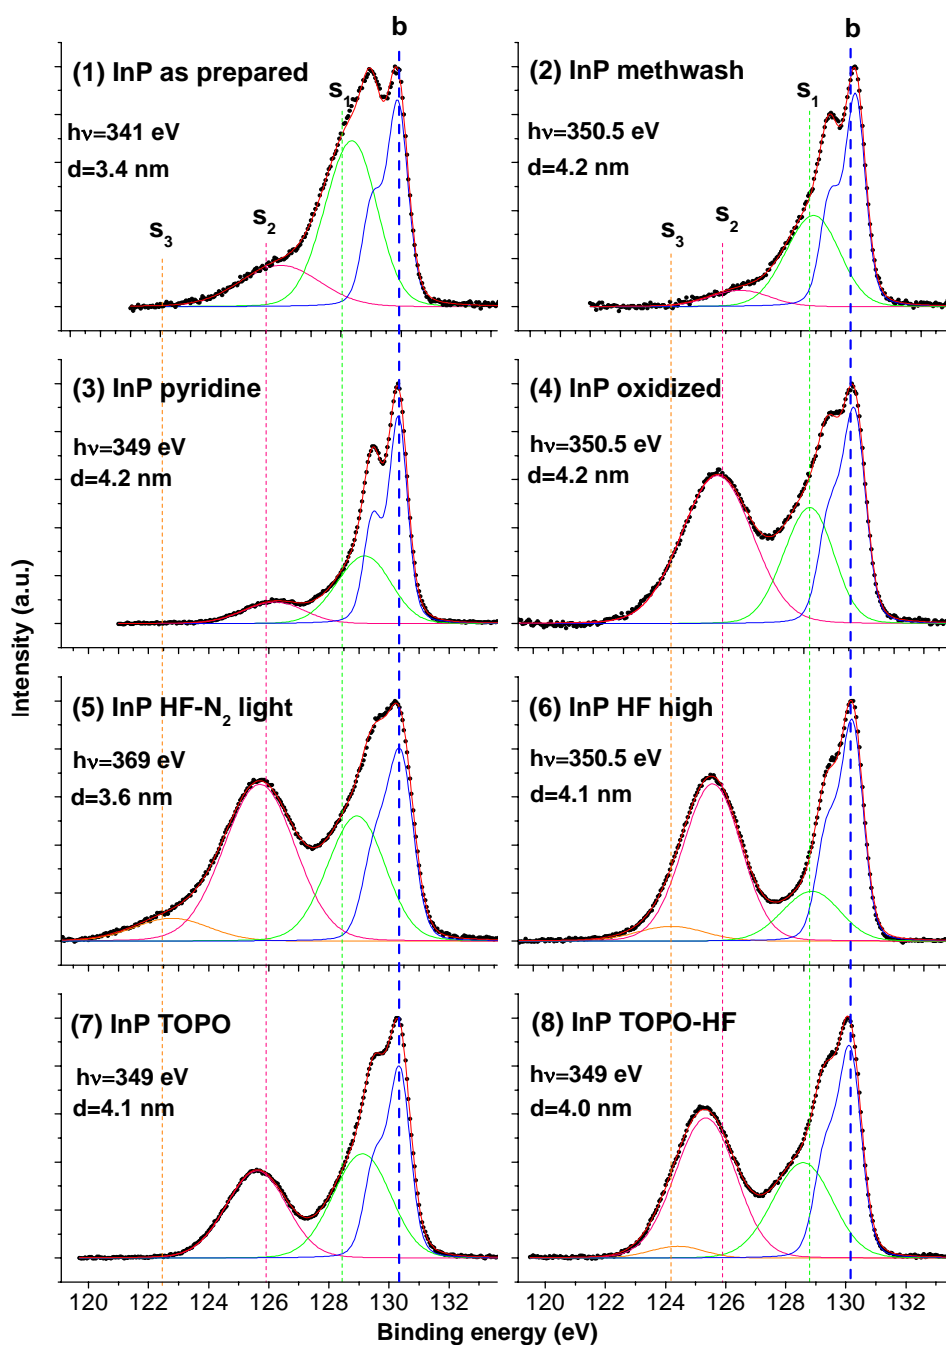 b
b
(1) InP as prepared
s1
hν=341 eV
d=3.4 nm
s2
s3
(2) InP methwash
s1
hν=350.5 eV
d=4.2 nm
s2
s3
(3) InP pyridine
hν=349 eV
d=4.2 nm
(4) InP oxidized
hν=350.5 eV
d=4.2 nm
(5) InP HF-N2 light
hν=369 eV
d=3.6 nm
(6) InP HF high
hν=350.5 eV
d=4.1 nm
(7) InP TOPO
hν=349 eV
d=4.1 nm
(8) InP TOPO-HF
hν=349 eV
d=4.0 nm
Intensity (a.u.)
120 122 124 126 128 130 132
120 122 124 126 128 130 132
Binding energy (eV)